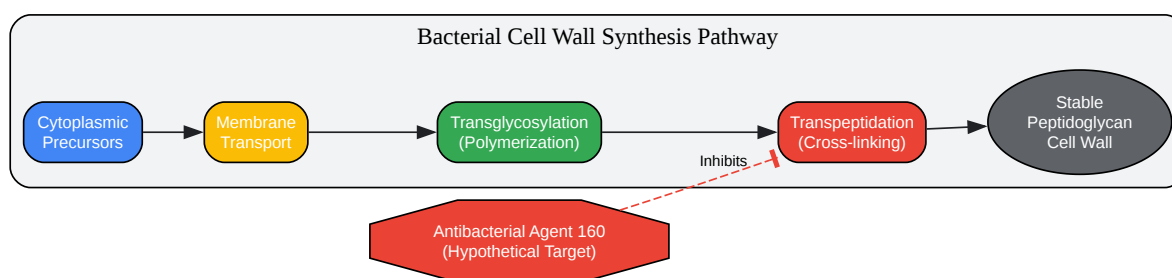 Bacterial Cell Wall Synthesis Pathway
Cytoplasmic
Precursors
Membrane
Transport
Transglycosylation
(Polymerization)
Transpeptidation
(Cross-linking)
Stable
Peptidoglycan
Cell Wall
Inhibits
Antibacterial Agent 160
(Hypothetical Target)